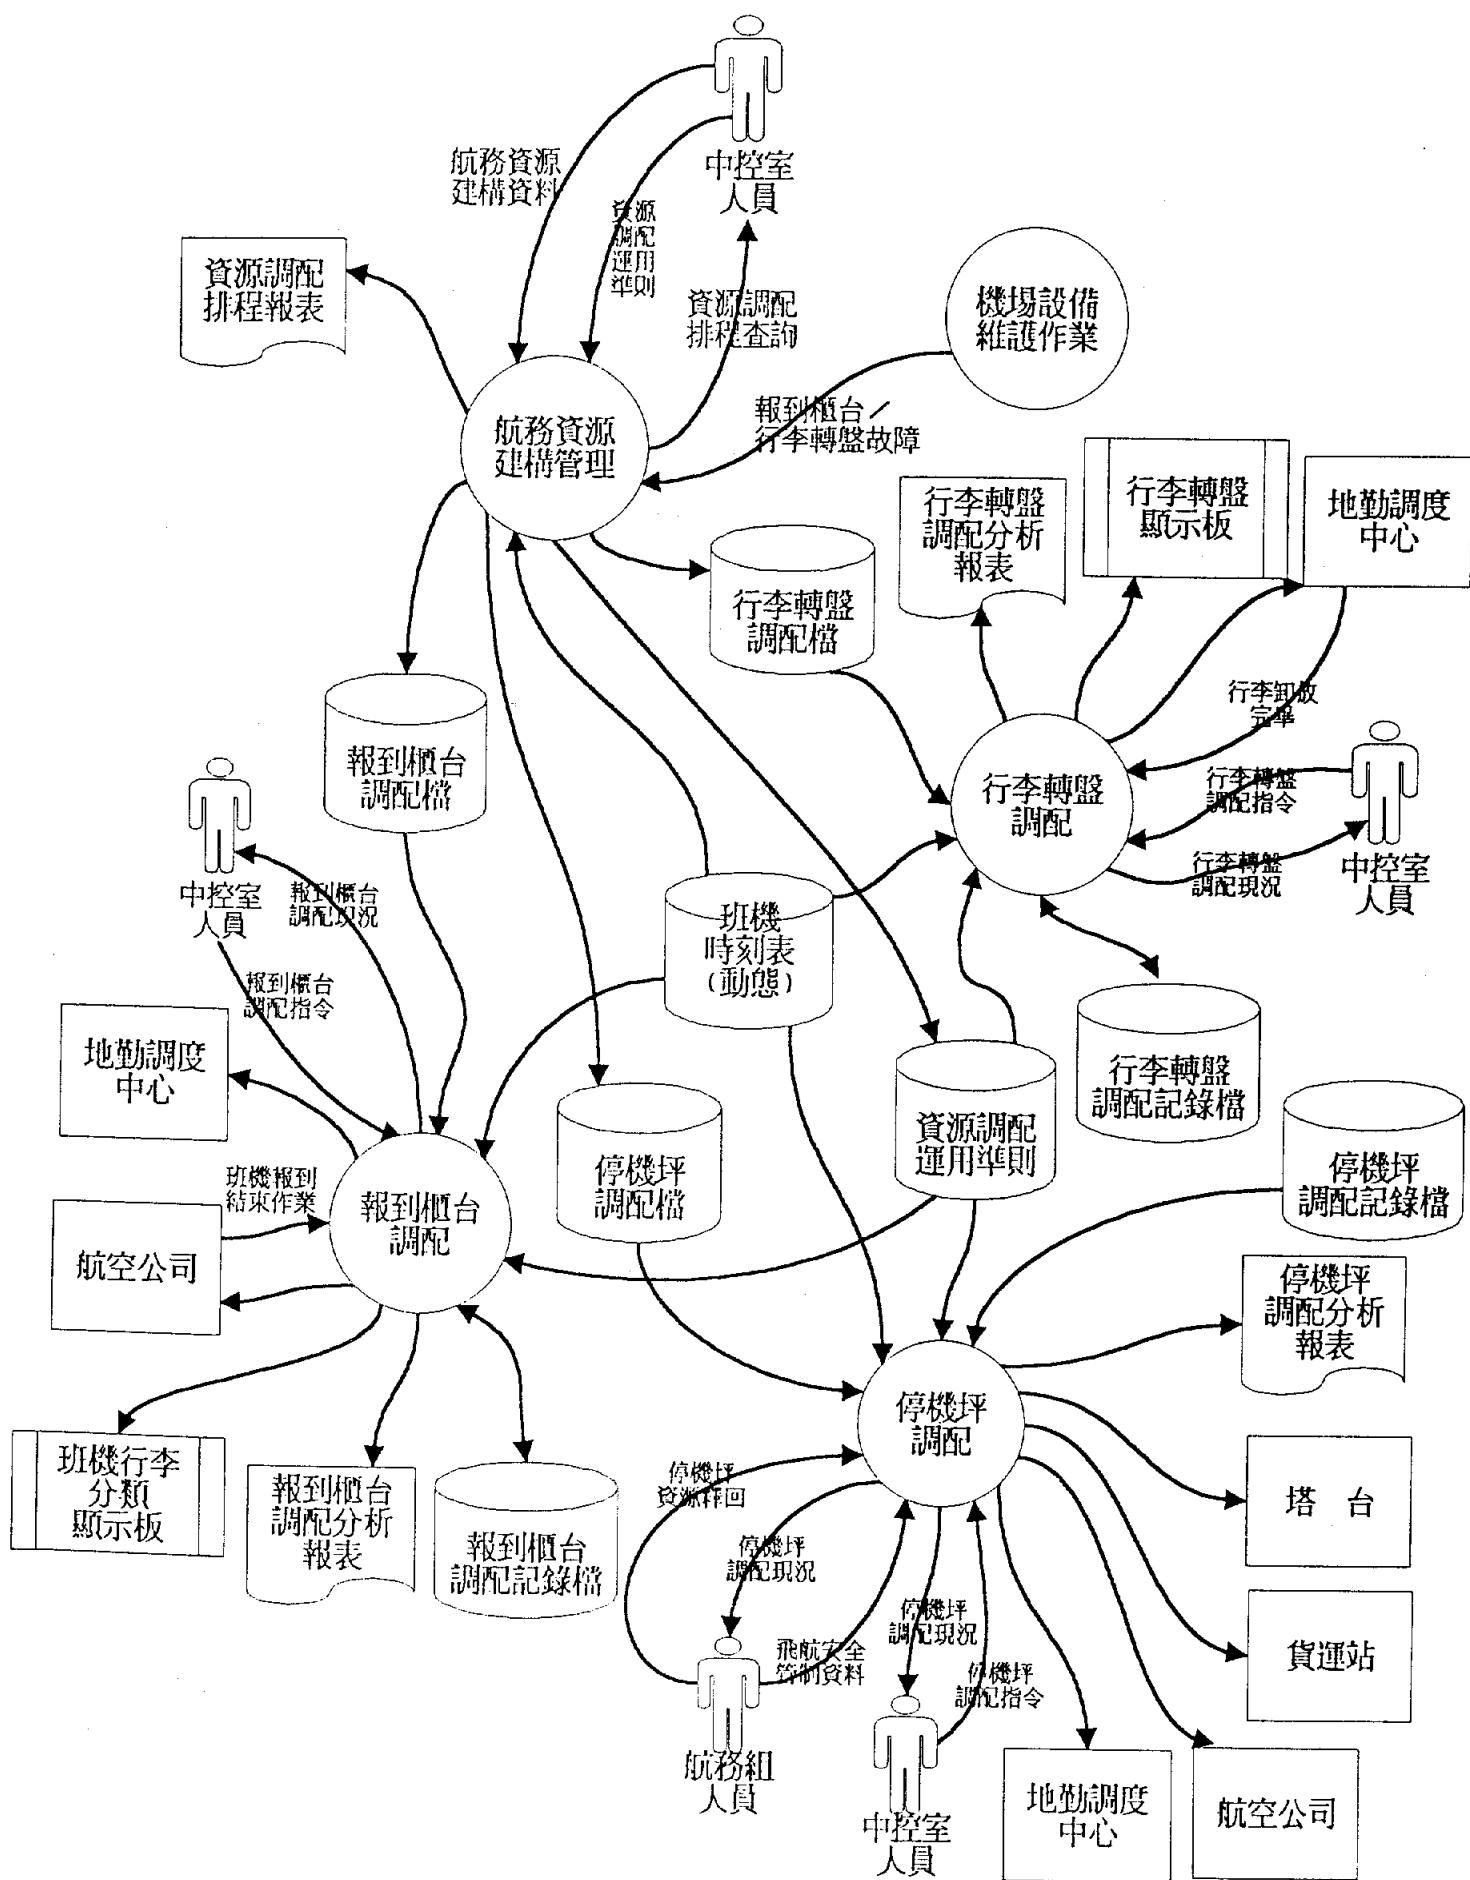 中控室
人員
航務資源
建構資料
資源
調配
運用
準則
資源調配
排程報表
資源調配
排程查詢
機場設備
維護作業
報到櫃台／
行李轉盤故障
航務資源
建構管理
行李轉盤
調配分析
報表
行李轉盤
顯示板
地勤調度
中心
行李轉盤
調配檔
行李卸放
完畢
報到櫃台
調配檔
行李轉盤
調配
行李轉盤
調配指令
中控室
人員
行李轉盤
調配現況
中控室
人員
報到櫃台
調配現況
班機
時刻表
(動態)
報到櫃台
調配指令
地勤調度
中心
行李轉盤
調配記錄檔
資源調配
運用準則
停機坪
調配檔
停機坪
調配記錄檔
班機報到
結束作業
報到櫃台
調配
航空公司
停機坪
調配分析
報表
停機坪
調配
班機行李
分類
顯示板
報到櫃台
調配分析
報表
報到櫃台
調配記錄檔
停機坪
資源釋回
塔台
停機坪
調配現況
停機坪
調配現況
飛航安全
管制資料
停機坪
調配指令
貨運站
航務組
人員
中控室
人員
地勤調度
中心
航空公司